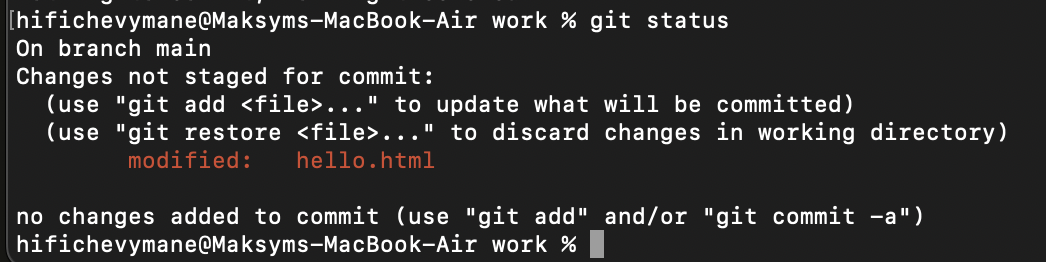 [hifichevymane@Maksyms-MacBook-Air work % git status
On branch main
Changes not staged for commit:
  (use "git add <file>..." to update what will be committed)
  (use "git restore <file>..." to discard changes in working directory)
        modified:   hello.html

no changes added to commit (use "git add" and/or "git commit -a")
hifichevymane@Maksyms-MacBook-Air work %